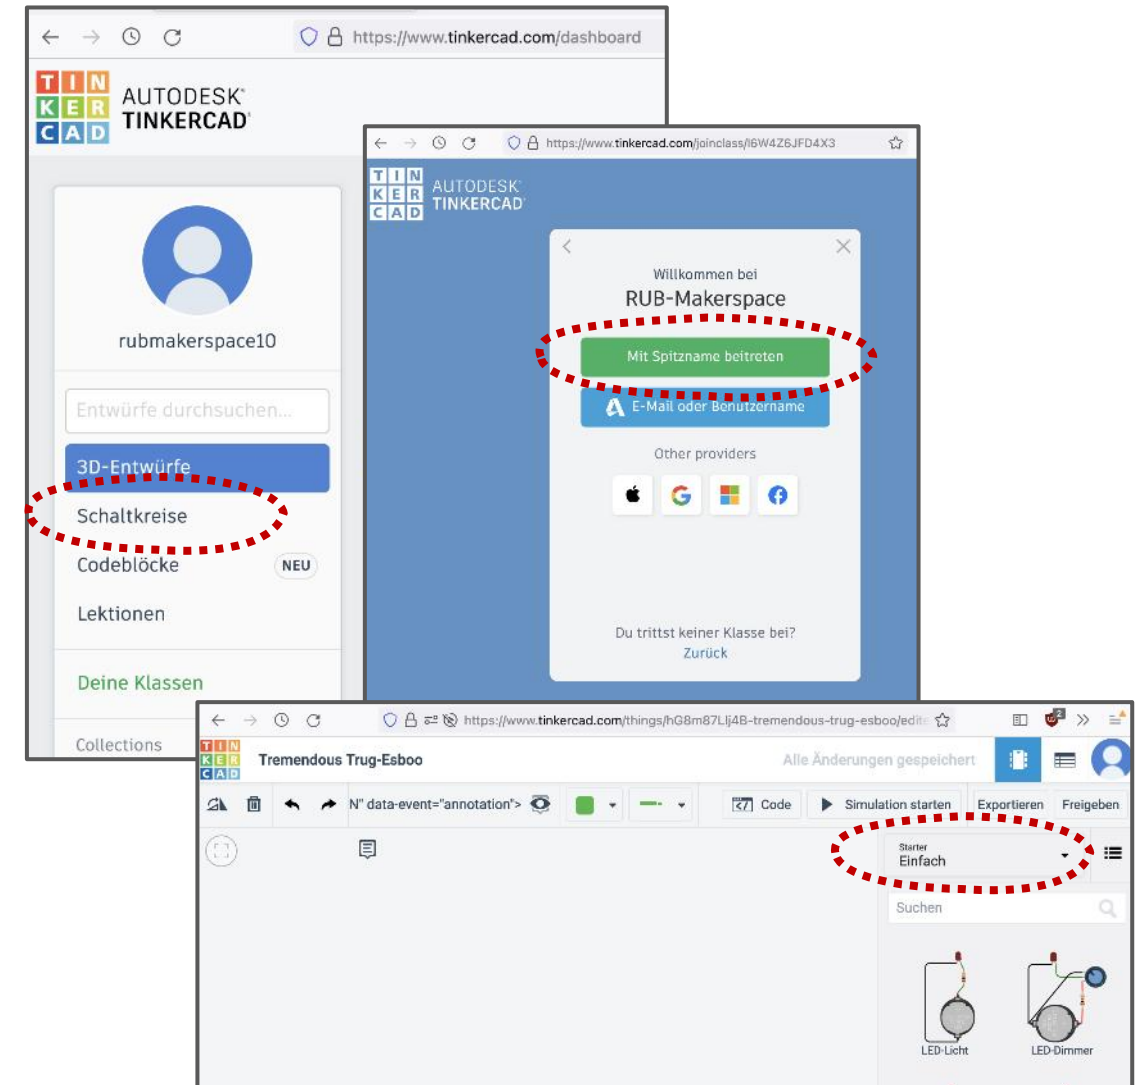 https://www.tinkercad.com/dashboard
TIN
KER
CAD
AUTODESK
TINKERCAD
rubmakerspace10
Entwürfe durchsuchen...
3D-Entwürfe
Schaltkreise
Codeblöcke NEU
Lektionen
Deine Klassen
Collections
https://www.tinkercad.com/joinclass/I6W4Z6JFD4X3
TIN
KER
CAD
AUTODESK
TINKERCAD
Willkommen bei
RUB-Makerspace
Mit Spitzname beitreten
E-Mail oder Benutzername
Other providers
Du trittst keiner Klasse bei?
Zurück
https://www.tinkercad.com/things/hG8m87LIj4B-tremendous-trug-esboo/edite
2
TIN
KER
CAD
Tremendous Trug-Esboo
Alle Änderungen gespeichert
N" data-event="annotation">
Code
Simulation starten
Exportieren
Freigeben
Starter
Einfach
Suchen
LED-Licht
LED-Dimmer